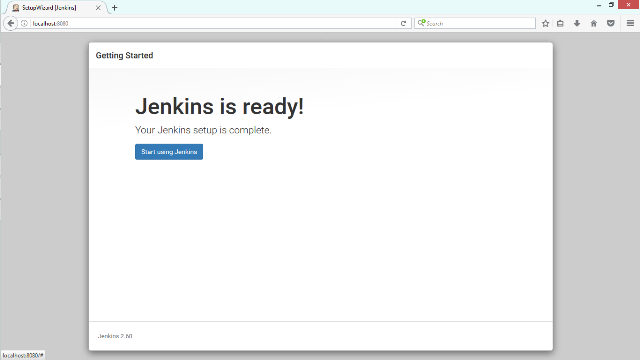 SetupWizard [Jenkins]
localhost:8080
Search
Getting Started
Jenkins is ready!
Your Jenkins setup is complete.
Start using Jenkins
Jenkins 2.60
localhost:8080/#